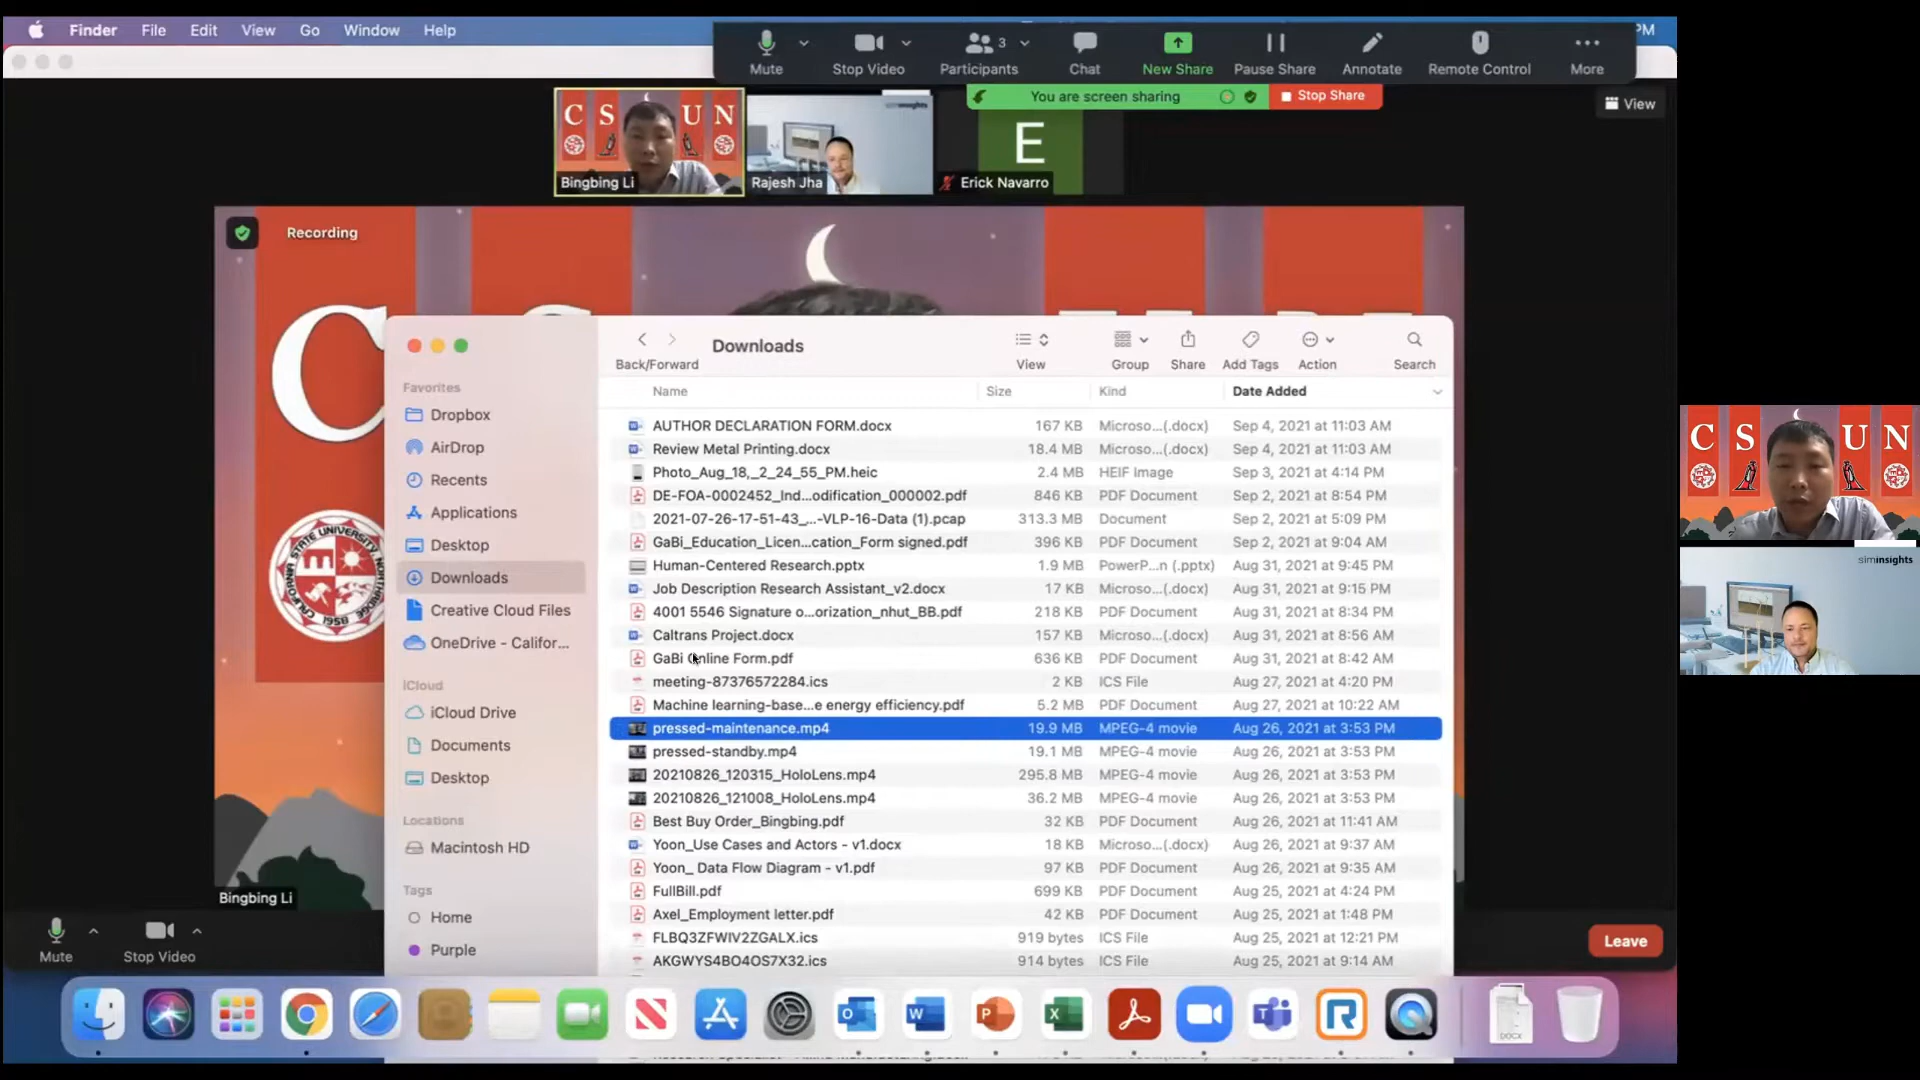 Finder File Edit View Go Window Help
PM
Mute Stop Video Participants 3 Chat New Share Pause Share Annotate Remote Control More
You are screen sharing Stop Share
View
C S U N
Bingbing Li
siminsights
Rajesh Jha
E
Erick Navarro
Recording
C
Downloads
Back/Forward View Group Share Add Tags Action Search
Name Size Kind Date Added
Favorites
Dropbox
AirDrop
Recents
Applications
Desktop
Downloads
Creative Cloud Files
OneDrive - Califor...
iCloud
iCloud Drive
Documents
Desktop
Locations
Macintosh HD
Tags
Home
Purple
AUTHOR DECLARATION FORM.docx 167 KB Microso...(.docx) Sep 4, 2021 at 11:03 AM
Review Metal Printing.docx 18.4 MB Microso...(.docx) Sep 4, 2021 at 11:03 AM
Photo_Aug_18,_2_24_55_PM.heic 2.4 MB HEIF Image Sep 3, 2021 at 4:14 PM
DE-FOA-0002452_Ind...odification_000002.pdf 846 KB PDF Document Sep 2, 2021 at 8:54 PM
2021-07-26-17-51-43_...-VLP-16-Data (1).pcap 313.3 MB Document Sep 2, 2021 at 5:09 PM
GaBi_Education_Licen...cation_Form signed.pdf 396 KB PDF Document Sep 2, 2021 at 9:04 AM
Human-Centered Research.pptx 1.9 MB PowerP...n (.pptx) Aug 31, 2021 at 9:45 PM
Job Description Research Assistant_v2.docx 17 KB Microso...(.docx) Aug 31, 2021 at 9:15 PM
4001 5546 Signature o...orization_nhut_BB.pdf 218 KB PDF Document Aug 31, 2021 at 8:34 PM
Caltrans Project.docx 157 KB Microso...(.docx) Aug 31, 2021 at 8:56 AM
GaBi Online Form.pdf 636 KB PDF Document Aug 31, 2021 at 8:42 AM
meeting-87376572284.ics 2 KB ICS File Aug 27, 2021 at 4:20 PM
Machine learning-base...e energy efficiency.pdf 5.2 MB PDF Document Aug 27, 2021 at 10:22 AM
pressed-maintenance.mp4 19.9 MB MPEG-4 movie Aug 26, 2021 at 3:53 PM
pressed-standby.mp4 19.1 MB MPEG-4 movie Aug 26, 2021 at 3:53 PM
20210826_120315_HoloLens.mp4 295.8 MB MPEG-4 movie Aug 26, 2021 at 3:53 PM
20210826_121008_HoloLens.mp4 36.2 MB MPEG-4 movie Aug 26, 2021 at 3:53 PM
Best Buy Order_Bingbing.pdf 32 KB PDF Document Aug 26, 2021 at 11:41 AM
Yoon_Use Cases and Actors - v1.docx 18 KB Microso...(.docx) Aug 26, 2021 at 9:37 AM
Yoon_ Data Flow Diagram - v1.pdf 97 KB PDF Document Aug 26, 2021 at 9:35 AM
FullBill.pdf 699 KB PDF Document Aug 25, 2021 at 4:24 PM
Axel_Employment letter.pdf 42 KB PDF Document Aug 25, 2021 at 1:48 PM
FLBQ3ZFWIV2ZGALX.ics 919 bytes ICS File Aug 25, 2021 at 12:21 PM
AKGWYS4BO4OS7X32.ics 914 bytes ICS File Aug 25, 2021 at 9:14 AM
CALIFORNIA STATE UNIVERSITY NORTHRIDGE
1958
Bingbing Li
Mute Stop Video
Leave
DOCX
C S U N
siminsights